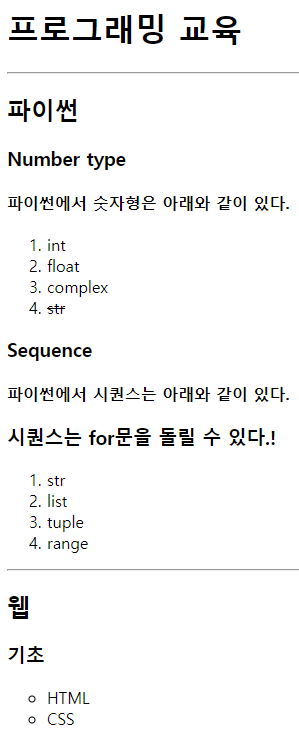 프로그래밍 교육
파이썬
Number type
파이썬에서 숫자형은 아래와 같이 있다.
1. int
2. float
3. complex
4. str
Sequence
파이썬에서 시퀀스는 아래와 같이 있다.
시퀀스는 for문을 돌릴 수 있다.!
1. str
2. list
3. tuple
4. range
웹
기초
HTML
CSS